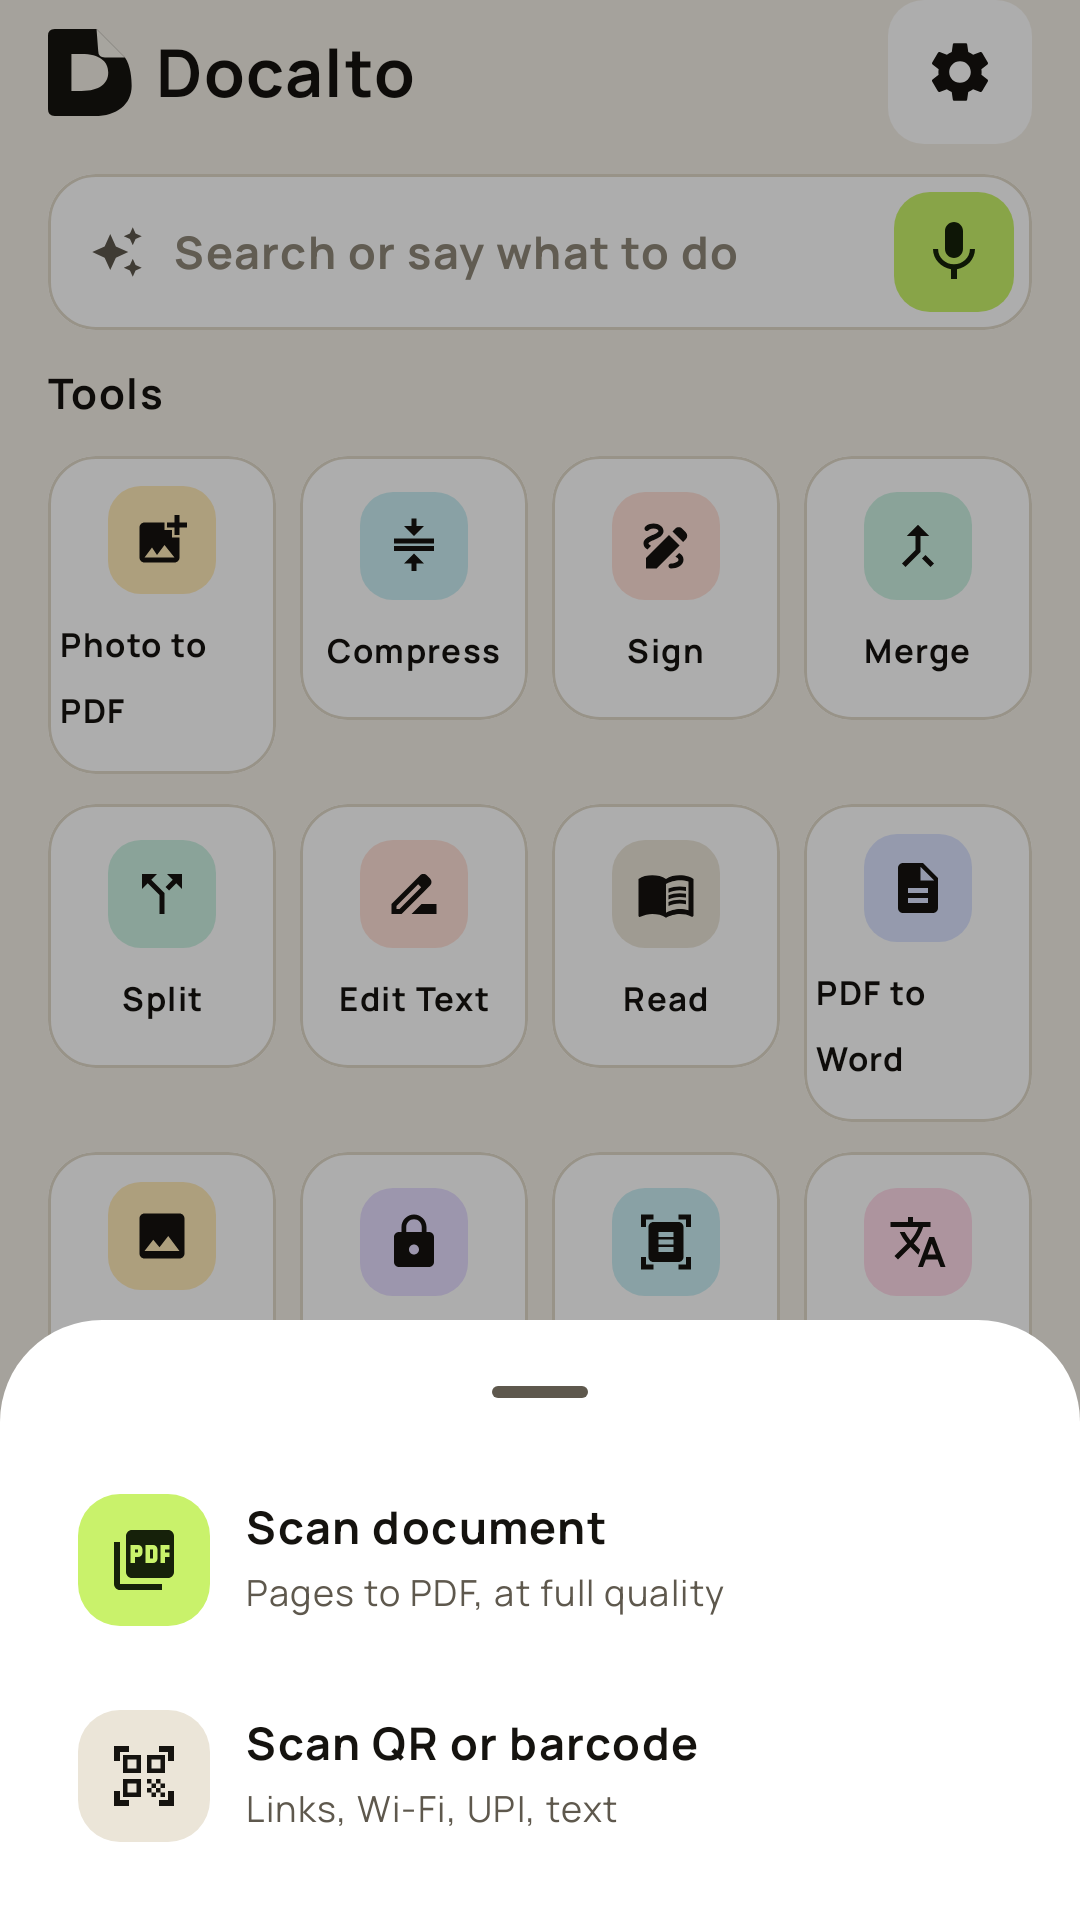 Docalto
Search or say what to do
Tools
Photo to
PDF
Compress
Sign
Merge
Split
Edit Text
Read
PDF to
Word
PDF
Scan document
Pages to PDF, at full quality
Scan QR or barcode
Links, Wi-Fi, UPI, text